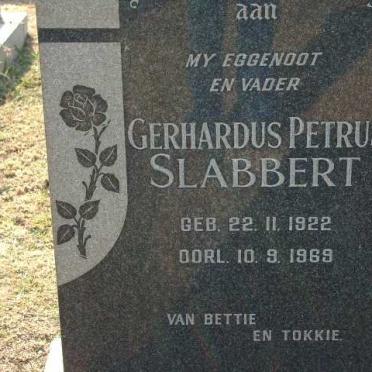 aan
MY EGGENOOT
EN VADER
GERHARDUS PETRUS
SLABBERT
GEB. 22. 11. 1922
OORL. 10. 9. 1969
VAN BETTIE
EN TOKKIE.